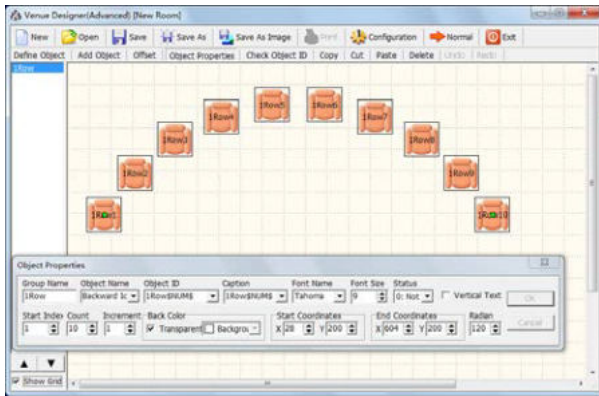 Venue Designer(Advanced) [New Room]
New Open Save Save As Save As Image Print Configuration Normal Exit
Define Object Add Object Offset Object Properties Check Object ID Copy Cut Paste Delete Undo Redo
1Row
1Row5 1Row6
1Row4 1Row7
1Row3 1Row8
1Row2 1Row9
1Row1 1Row10
Object Properties
Group Name Object Name Object ID Caption Font Name Font Size Status
1Row Backward Ic 1Row$NUM$ 1Row$NUM$ Tahoma 9 0: Not Vertical Text OK
Start Index Count Increment Back Color Start Coordinates End Coordinates Radian
1 10 1 Transparent Backgrou X 28 Y 200 X 604 Y 200 120 Cancel
Show Grid